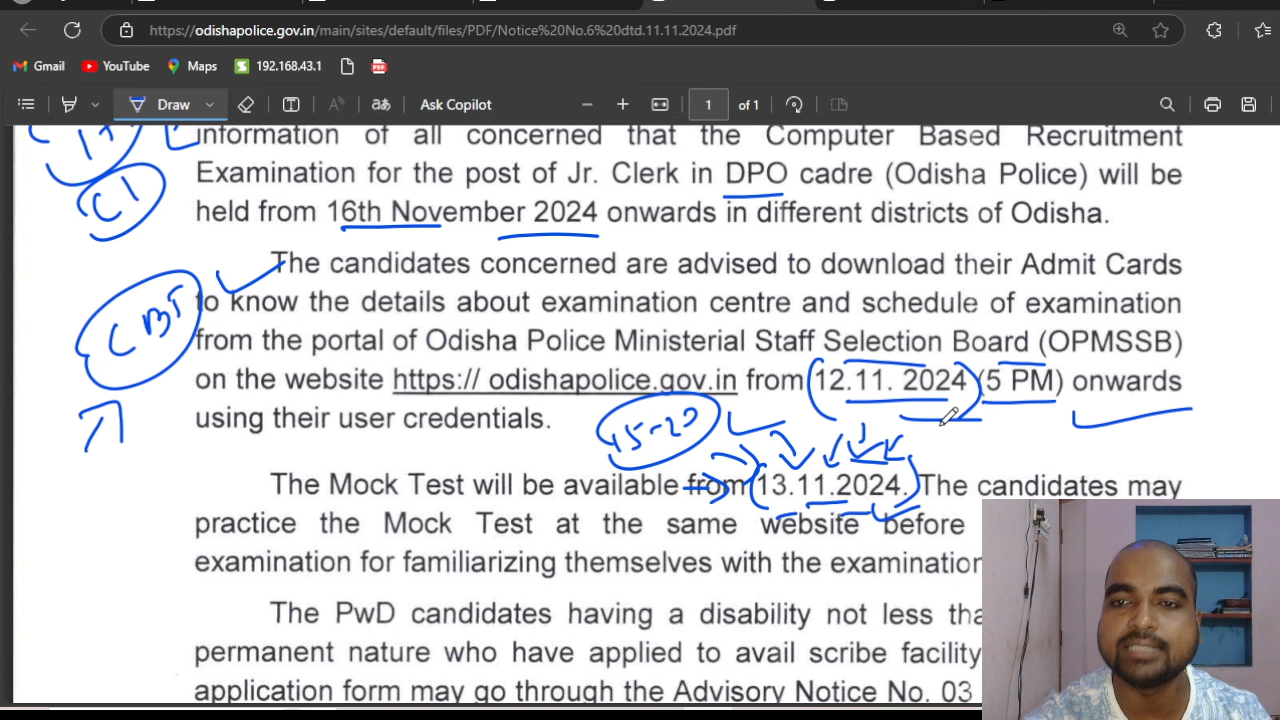 https://odishapolice.gov.in/main/sites/default/files/PDF/Notice%20No.6%20dtd.11.11.2024.pdf
Gmail YouTube Maps 192.168.43.1
Draw Ask Copilot 1 of 1
information of all concerned that the Computer Based Recruitment
Examination for the post of Jr. Clerk in DPO cadre (Odisha Police) will be
held from 16th November 2024 onwards in different districts of Odisha.
The candidates concerned are advised to download their Admit Cards
to know the details about examination centre and schedule of examination
CBT
from the portal of Odisha Police Ministerial Staff Selection Board (OPMSSB)
on the website https:// odishapolice.gov.in from 12.11. 2024 (5 PM) onwards
using their user credentials.
15-20
The Mock Test will be available from 13.11.2024. The candidates may
practice the Mock Test at the same website before
examination for familiarizing themselves with the examination
The PwD candidates having a disability not less tha
permanent nature who have applied to avail scribe facility
application form may go through the Advisory Notice No. 03